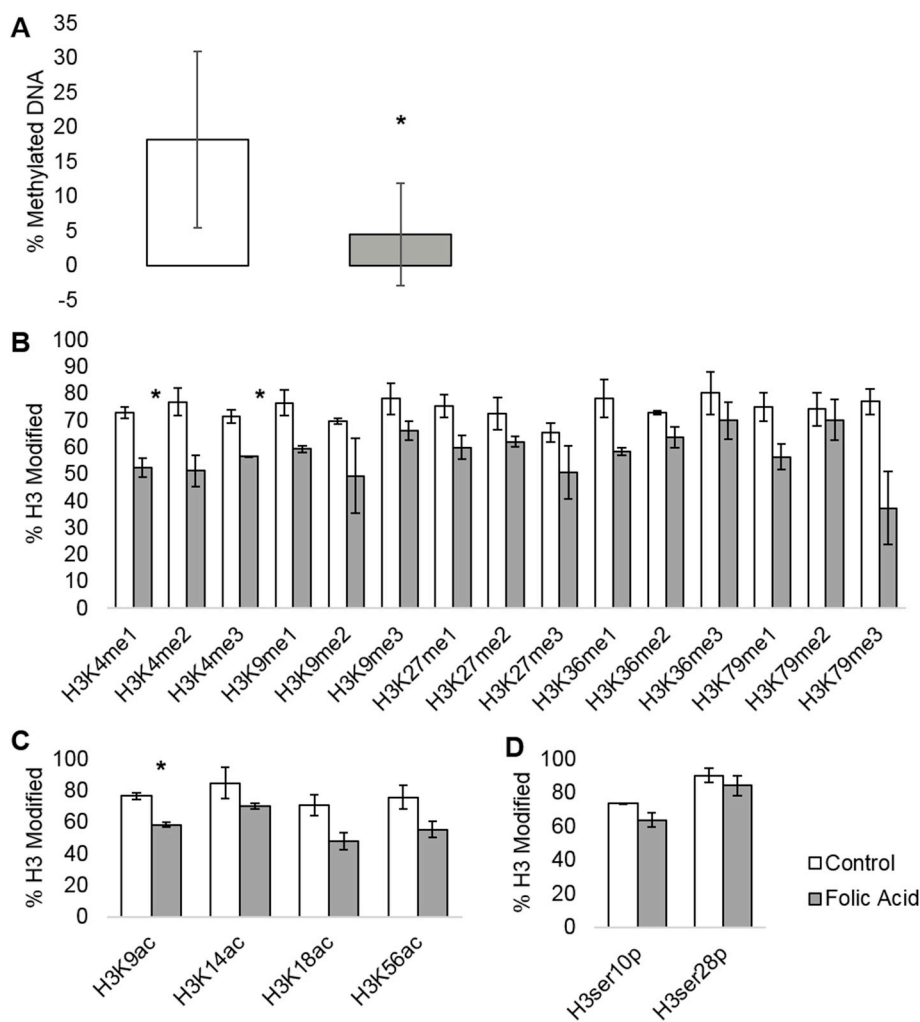 A
% Methylated DNA
35
30
25
20
15
10
5
0
-5
*
B
% H3 Modified
100
90
80
70
60
50
40
30
20
10
0
* *
H3K4me1
H3K4me2
H3K4me3
H3K9me1
H3K9me2
H3K9me3
H3K27me1
H3K27me2
H3K27me3
H3K36me1
H3K36me2
H3K36me3
H3K79me1
H3K79me2
H3K79me3
C
% H3 Modified
100
80
60
40
20
0
*
H3K9ac
H3K14ac
H3K18ac
H3K56ac
D
% H3 Modified
100
80
60
40
20
0
H3ser10p
H3ser28p
Control
Folic Acid